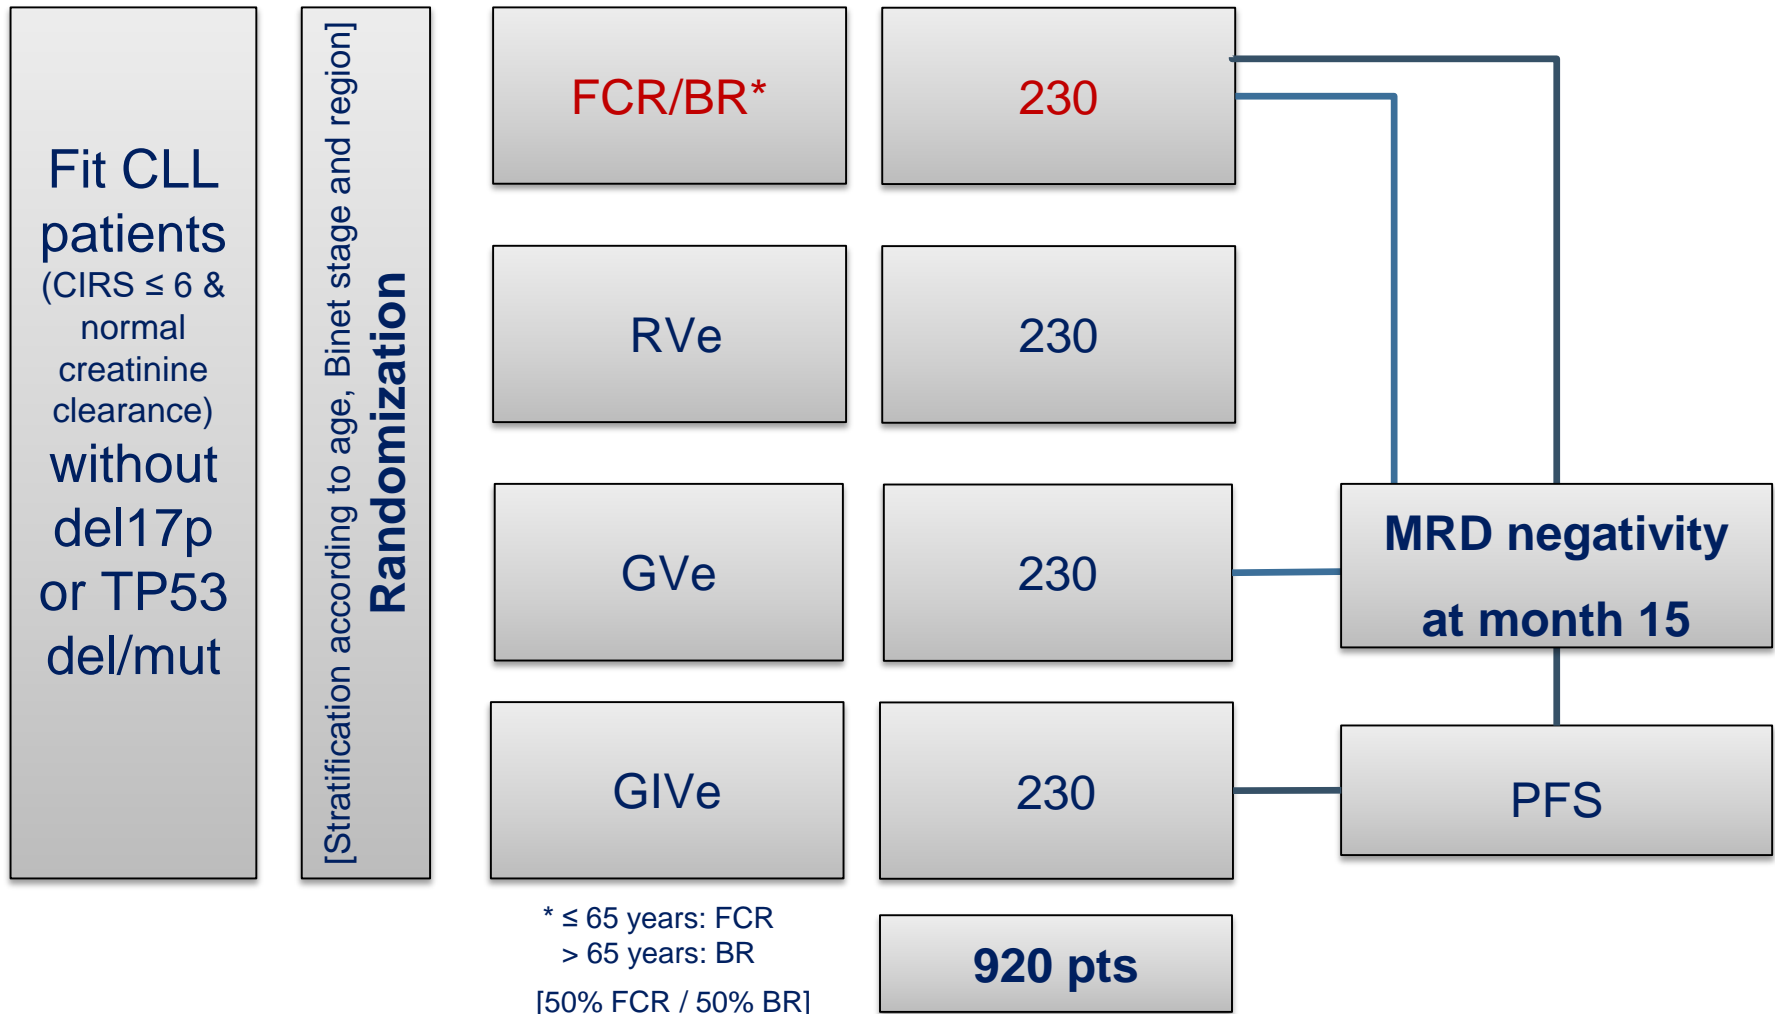 Fit CLL
patients
(CIRS ≤ 6 &
normal
creatinine
clearance)
without
del17p
or TP53
del/mut
[Stratification according to age, Binet stage and region]
Randomization
FCR/BR*
230
RVe
230
GVe
230
GIVe
230
MRD negativity
at month 15
PFS
* ≤ 65 years: FCR
> 65 years: BR
[50% FCR / 50% BR]
920 pts